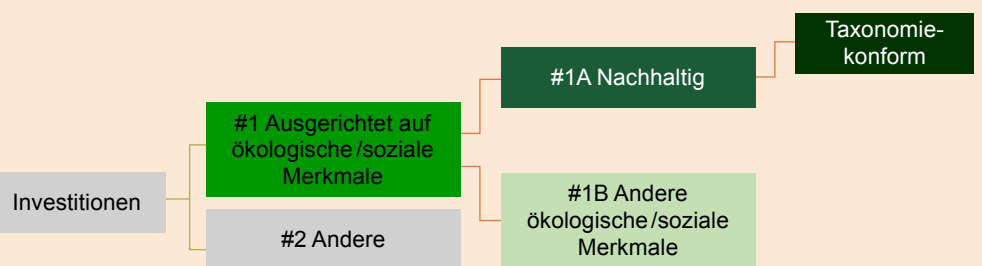 Investitionen
#1 Ausgerichtet auf
ökologische/soziale
Merkmale
#2 Andere
#1A Nachhaltig
#1B Andere
ökologische/soziale
Merkmale
Taxonomie-
konform